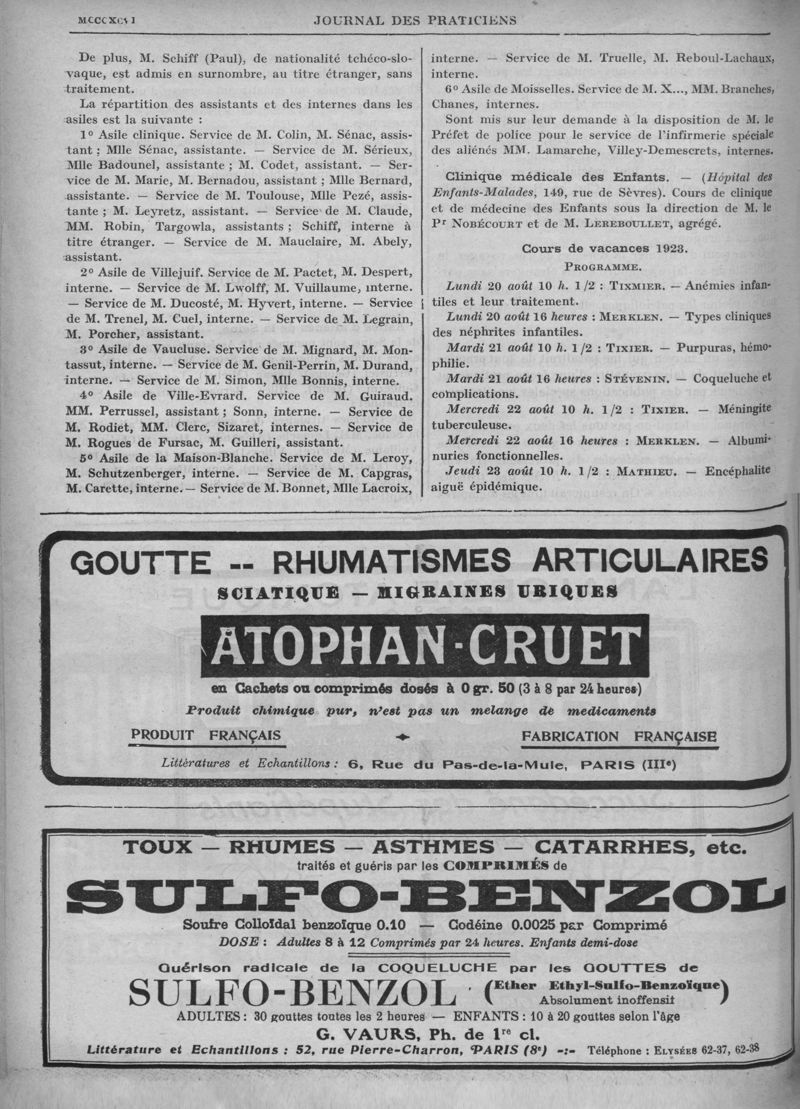 MCCCXCVI
JOURNAL DES PRATICIENS
De plus, M. Schiff (Paul), de nationalité tchéco-slo-
vaque, est admis en surnombre, au titre étranger, sans
traitement.
La répartition des assistants et des internes dans les
asiles est la suivante :
1º Asile clinique. Service de M. Colin, M. Sénac, assis-
tant ; Mlle Sénac, assistante. — Service de M. Sérieux,
Mlle Badounel, assistante ; M. Codet, assistant. — Ser-
vice de M. Marie, M. Bernadou, assistant ; Mlle Bernard,
assistante. — Service de M. Toulouse, Mlle Pezé, assis-
tante ; M. Leyretz, assistant. — Service de M. Claude,
MM. Robin, Targowla, assistants ; Schiff, interne à
titre étranger. — Service de M. Mauclaire, M. Abely,
assistant.
2º Asile de Villejuif. Service de M. Pactet, M. Despert,
interne. — Service de M. Lwolff, M. Vuillaume, interne.
— Service de M. Ducosté, M. Hyvert, interne. — Service
de M. Trenel, M. Cuel, interne. — Service de M. Legrain,
M. Porcher, assistant.
3º Asile de Vaucluse. Service de M. Mignard, M. Mon-
tassut, interne. — Service de M. Genil-Perrin, M. Durand,
interne. — Service de M. Simon, Mlle Bonnis, interne.
4º Asile de Ville-Evrard. Service de M. Guiraud.
MM. Perrussel, assistant ; Sonn, interne. — Service de
M. Rodiet, MM. Clerc, Sizaret, internes. — Service de
M. Rogues de Fursac, M. Guilleri, assistant.
5º Asile de la Maison-Blanche. Service de M. Leroy,
M. Schutzenberger, interne. — Service de M. Capgras,
M. Carette, interne. — Service de M. Bonnet, Mlle Lacroix,
interne. — Service de M. Truelle, M. Reboul-Lachaux,
interne.
6º Asile de Moisselles. Service de M. X..., MM. Branches,
Chanes, internes.
Sont mis sur leur demande à la disposition de M. le
Préfet de police pour le service de l'infirmerie spéciale
des aliénés MM. Lamarche, Villey-Demescrets, internes.
Clinique médicale des Enfants. — (Hôpital des
Enfants-Malades, 149, rue de Sèvres). Cours de clinique
et de médecine des Enfants sous la direction de M. le
Pr NOBÉCOURT et de M. LEREBOULLET, agrégé.
Cours de vacances 1923.
PROGRAMME.
Lundi 20 août 10 h. 1/2 : TIXMIER. — Anémies infan-
tiles et leur traitement.
Lundi 20 août 16 heures : MERKLEN. — Types cliniques
des néphrites infantiles.
Mardi 21 août 10 h. 1/2 : TIXIER. — Purpuras, hémo-
philie.
Mardi 21 août 16 heures : STÉVENIN. — Coqueluche et
complications.
Mercredi 22 août 10 h. 1/2 : TIXIER. — Méningite
tuberculeuse.
Mercredi 22 août 16 heures : MERKLEN. — Albumi-
nuries fonctionnelles.
Jeudi 23 août 10 h. 1/2 : MATHIEU. — Encéphalite
aiguë épidémique.
GOUTTE -- RHUMATISMES ARTICULAIRES
SCIATIQUE — MIGRAINES URIQUES
ATOPHAN-CRUET
en Cachets ou comprimés dosés à 0 gr. 50 (3 à 8 par 24 heures)
Produit chimique pur, n'est pas un melange de medicaments
PRODUIT FRANÇAIS
FABRICATION FRANÇAISE
Littératures et Echantillons : 6, Rue du Pas-de-la-Mule, PARIS (IIIe)
TOUX — RHUMES — ASTHMES — CATARRHES, etc.
traités et guéris par les COMPRIMÉS de
SULFO-BENZOL
Soufre Colloïdal benzoïque 0.10 — Codéine 0.0025 par Comprimé
DOSE : Adultes 8 à 12 Comprimés par 24 heures. Enfants demi-dose
Guérison radicale de la COQUELUCHE par les GOUTTES de
SULFO-BENZOL (Ether Ethyl-Sulfo-Benzoïque)
Absolument inoffensif
ADULTES : 30 gouttes toutes les 2 heures — ENFANTS : 10 à 20 gouttes selon l'âge
G. VAURS, Ph. de 1re cl.
Littérature et Echantillons : 52, rue Pierre-Charron, PARIS (8e) -:- Téléphone : ELYSÉES 62-37, 62-38